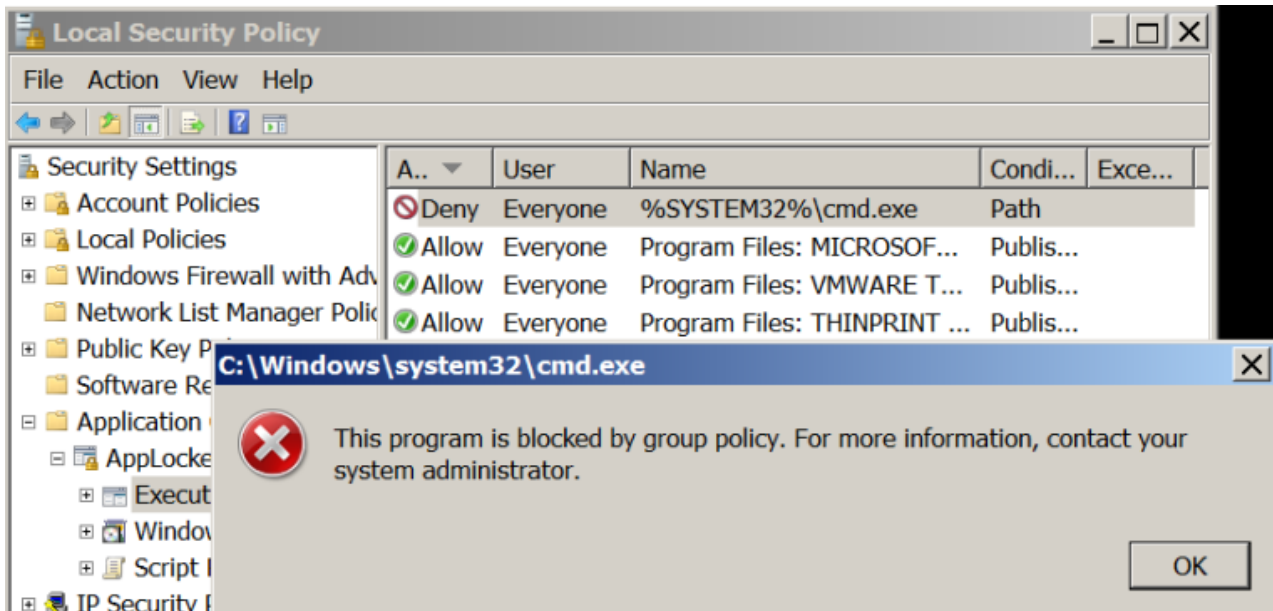 Local Security Policy
File Action View Help
Security Settings
A.. User Name Condi... Exce...
Account Policies
Deny Everyone %SYSTEM32%\cmd.exe Path
Local Policies
Allow Everyone Program Files: MICROSOF... Publis...
Windows Firewall with Adv
Allow Everyone Program Files: VMWARE T... Publis...
Network List Manager Polic
Allow Everyone Program Files: THINPRINT ... Publis...
Public Key P
C:\Windows\system32\cmd.exe
Software Re
Application
This program is blocked by group policy. For more information, contact your
system administrator.
AppLocke
Execut
Window
Script
OK
IP Security